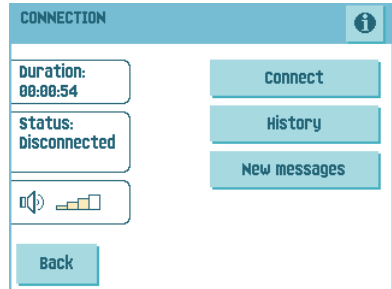 CONNECTION
Duration:
00:00:54
Status:
Disconnected
Back
Connect
History
New messages